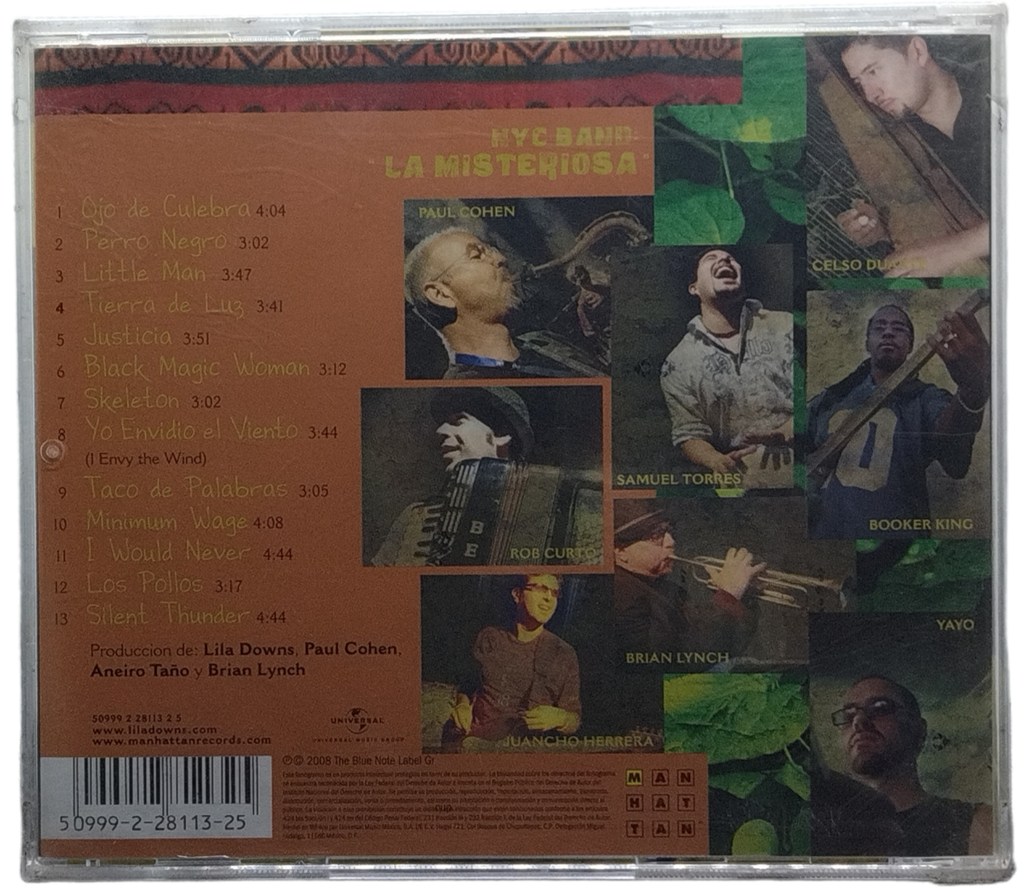 NYC BAND:
"LA MISTERIOSA"
1 Ojo de Culebra 4:04
2 Perro Negro 3:02
3 Little Man 3:47
4 Tierra de Luz 3:41
5 Justicia 3:51
6 Black Magic Woman 3:12
7 Skeleton 3:02
8 Yo Envidio el Viento 3:44
(I Envy the Wind)
9 Taco de Palabras 3:05
10 Minimum Wage 4:08
11 I Would Never 4:44
12 Los Pollos 3:17
13 Silent Thunder 4:44
Produccion de: Lila Downs, Paul Cohen,
Aneiro Taño y Brian Lynch
PAUL COHEN
CELSO DUARTE
SAMUEL TORRES
BOOKER KING
ROB CURTO
BRIAN LYNCH
YAYO
JUANCHO HERRERA
50999 2 28113 2 5
www.liladowns.com
www.manhattanrecords.com
UNIVERSAL
UNIVERSAL MUSIC GROUP
℗© 2008 The Blue Note Label Gr
oup
MAN
HAT
TAN
5 0999-2-28113-25